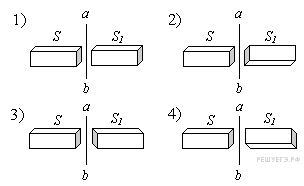 1) a 2) a
S S₁ S S₁
b b
3) a 4) a
S S₁ S S₁
b b
РЕШУЕГЭ.РФ